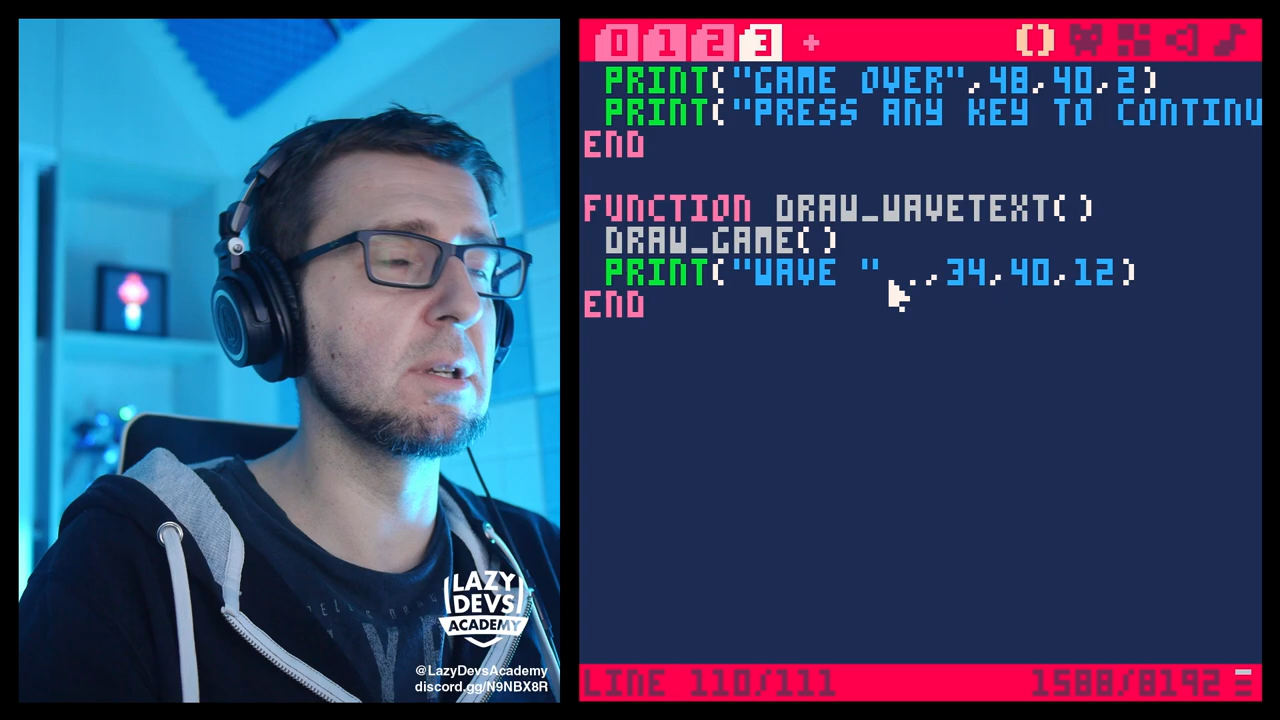 LAZY
DEVS
ACADEMY
@LazyDevsAcademy
discord.gg/N9NBX8R
0 1 2 3 + ()
PRINT("GAME OVER",48,40,2)
PRINT("PRESS ANY KEY TO CONTINU
END
FUNCTION DRAW_WAVETEXT()
DRAW_GAME()
PRINT("WAVE "..,34,40,12)
END
LINE 110/111
1588/8192